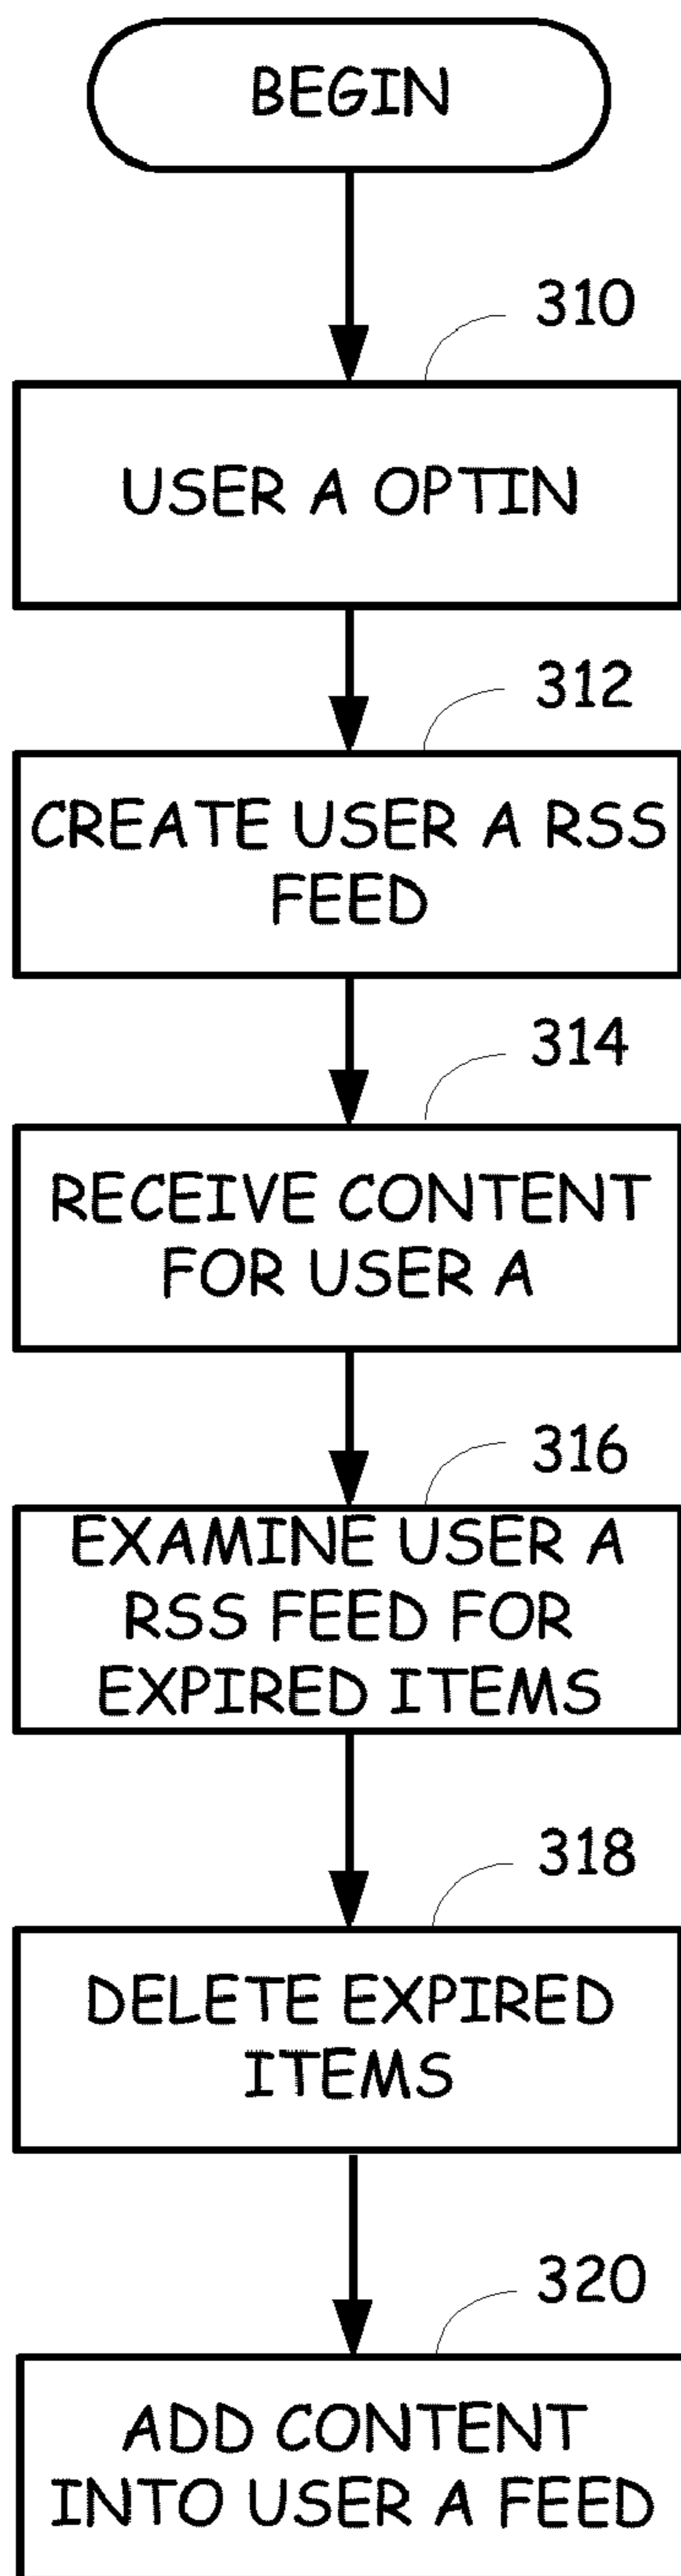 BEGIN
310
USER A OPTIN
312
CREATE USER A RSS
FEED
314
RECEIVE CONTENT
FOR USER A
316
EXAMINE USER A
RSS FEED FOR
EXPIRED ITEMS
318
DELETE EXPIRED
ITEMS
320
ADD CONTENT
INTO USER A FEED